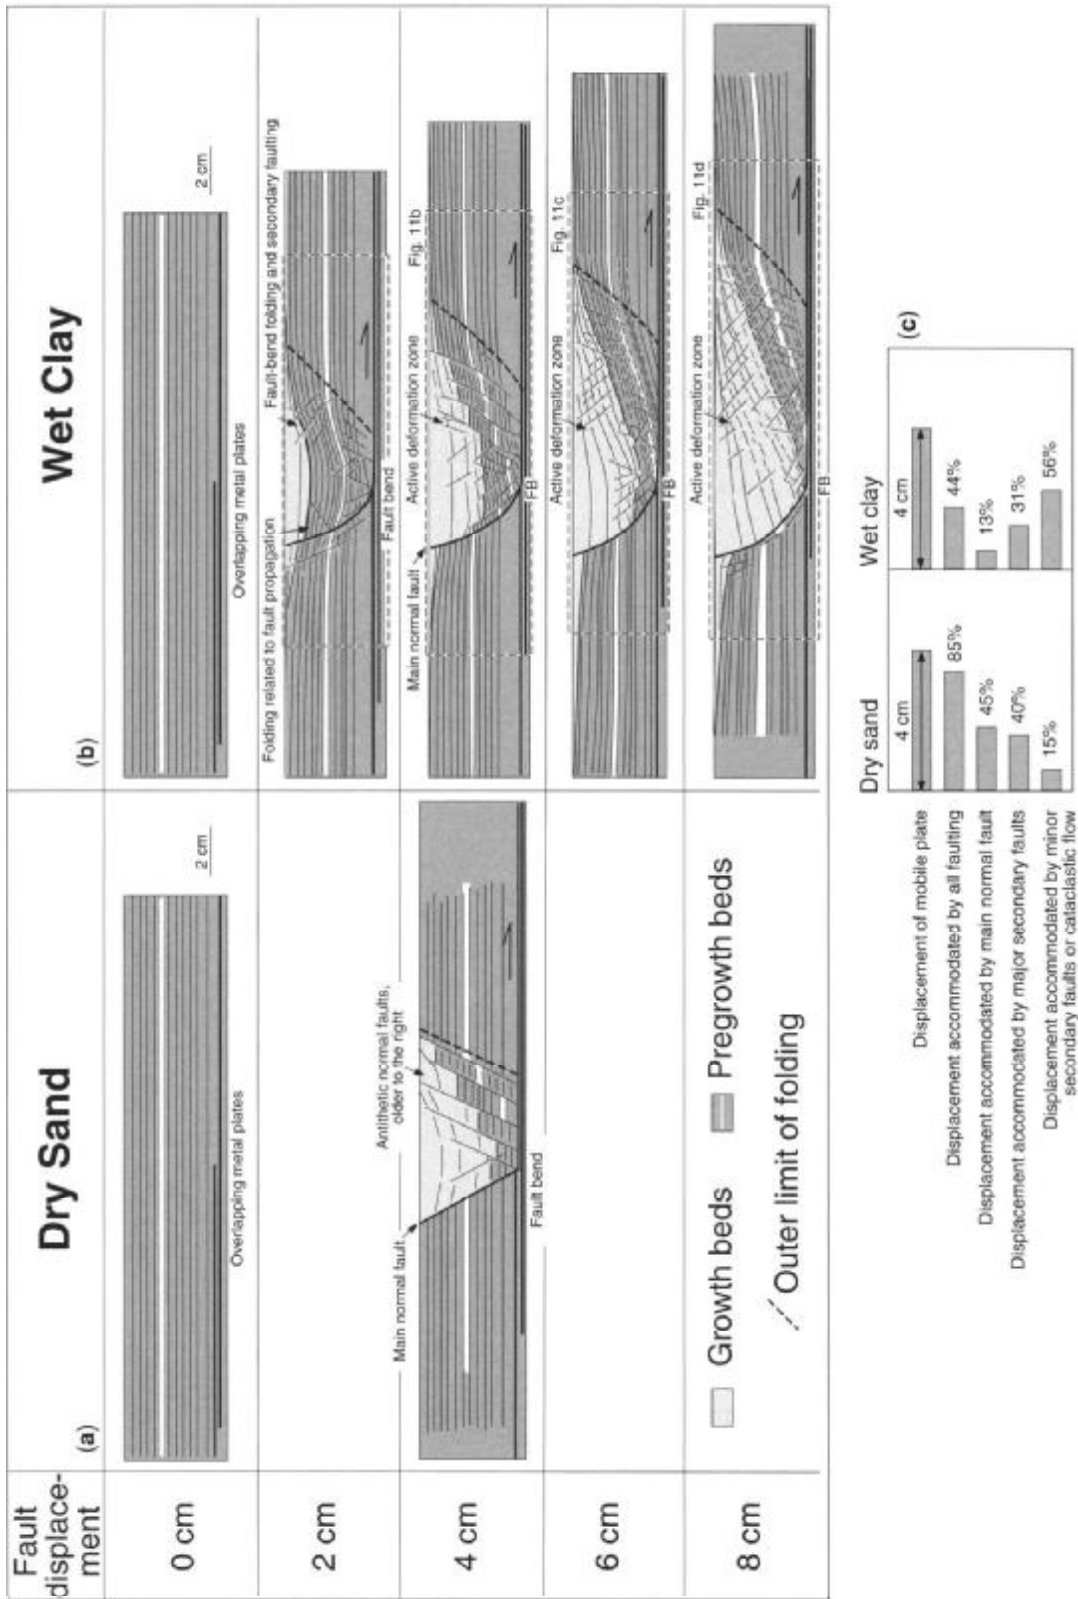 Fault
displace-
ment
Dry Sand
Wet Clay
0 cm
(a)
Overlapping metal plates
2 cm
(b)
Overlapping metal plates
2 cm
2 cm
Folding related to fault propagation
Fault-bend folding and secondary faulting
Fault bend
4 cm
Main normal fault
Antithetic normal faults,
older to the right
Fault bend
Main normal fault
Active deformation zone
Fig. 11b
FB
6 cm
Active deformation zone
Fig. 11c
FB
8 cm
Growth beds
Pregrowth beds
Outer limit of folding
Active deformation zone
Fig. 11d
FB
Dry sand
Wet clay
(c)
Displacement of mobile plate
4 cm
4 cm
Displacement accommodated by all faulting
85%
44%
Displacement accommodated by main normal fault
45%
13%
Displacement accommodated by major secondary faults
40%
31%
Displacement accommodated by minor
secondary faults or cataclastic flow
15%
56%